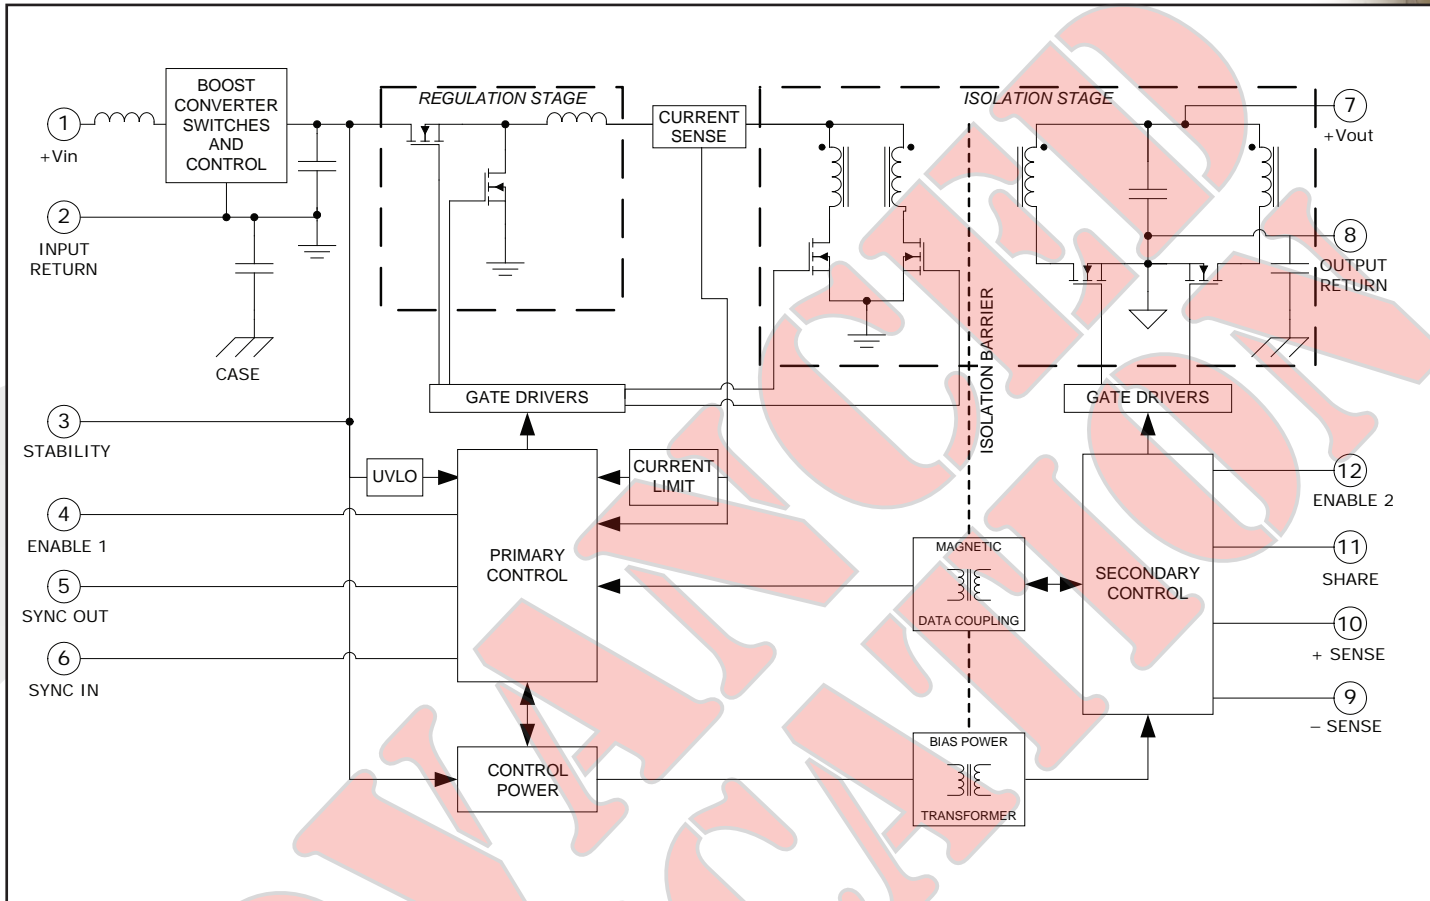 REGULATION STAGE
ISOLATION STAGE
BOOST
CONVERTER
SWITCHES
AND
CONTROL
1
+Vin
CURRENT
SENSE
7
+Vout
2
INPUT
RETURN
8
OUTPUT
RETURN
CASE
ISOLATION BARRIER
GATE DRIVERS
GATE DRIVERS
3
STABILITY
UVLO
CURRENT
LIMIT
4
ENABLE 1
5
SYNC OUT
6
SYNC IN
PRIMARY
CONTROL
MAGNETIC
DATA COUPLING
SECONDARY
CONTROL
12
ENABLE 2
11
SHARE
10
+ SENSE
9
– SENSE
CONTROL
POWER
BIAS POWER
TRANSFORMER